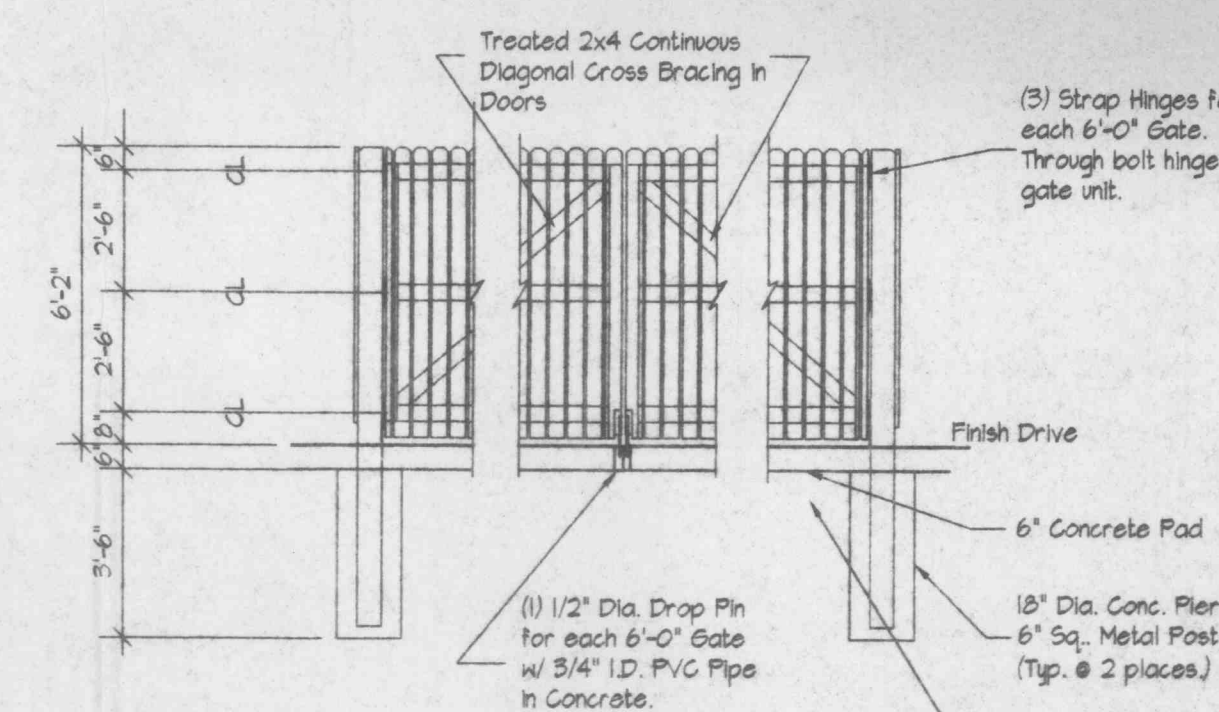 Treated 2x4 Continuous
Diagonal Cross Bracing in
Doors
(3) Strap Hinges
each 6'-0" Gate.
Through bolt hinge
gate unit.
6"
CL
2'-6"
6'-2"
CL
2'-6"
CL
8"
6"
3'-6"
Finish Drive
6" Concrete Pad
(1) 1/2" Dia. Drop Pin
for each 6'-0" Gate
w/ 3/4" I.D. PVC Pipe
in Concrete.
18" Dia. Conc. Pier
6" Sq. Metal Post
(Typ. @ 2 places.)